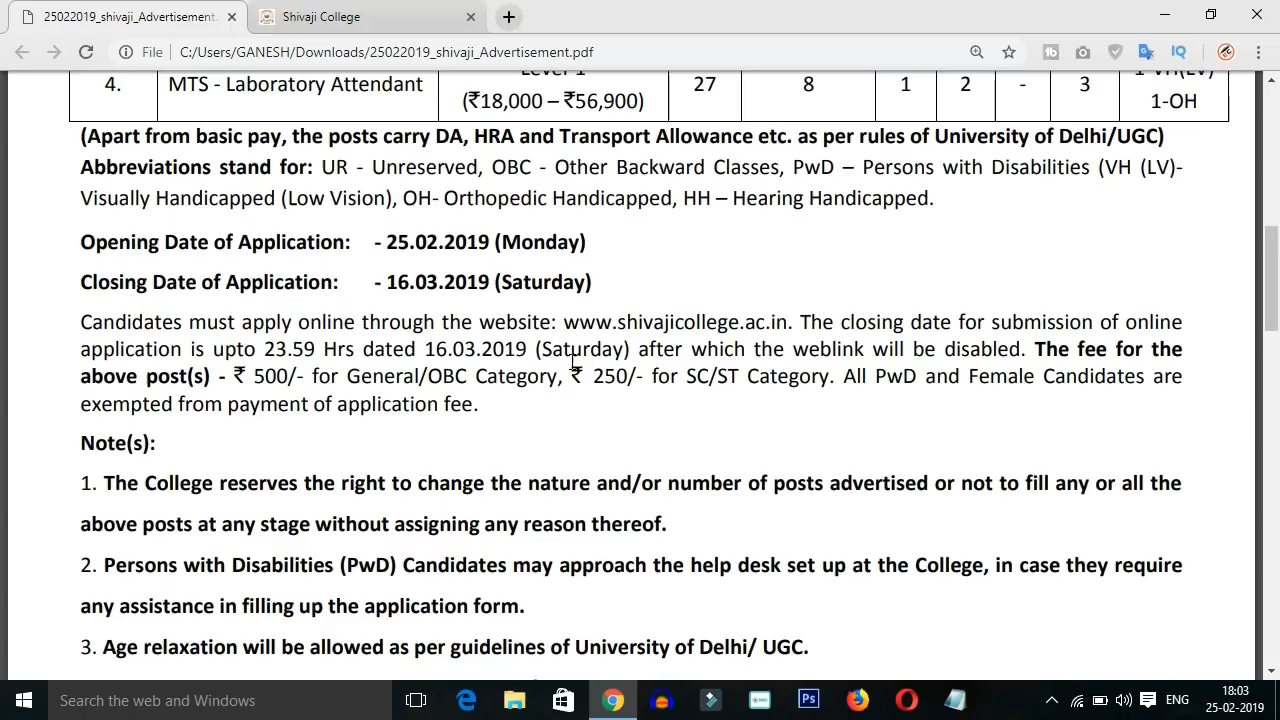 25022019_shivaji_Advertisement.
Shivaji College
File
C:/Users/GANESH/Downloads/25022019_shivaji_Advertisement.pdf
4. MTS - Laboratory Attendant Level 1 (₹18,000 – ₹56,900) 27 8 1 2 - 3 1-VH(LV) 1-OH
(Apart from basic pay, the posts carry DA, HRA and Transport Allowance etc. as per rules of University of Delhi/UGC)
Abbreviations stand for: UR - Unreserved, OBC - Other Backward Classes, PwD – Persons with Disabilities (VH (LV)-
Visually Handicapped (Low Vision), OH- Orthopedic Handicapped, HH – Hearing Handicapped.
Opening Date of Application: - 25.02.2019 (Monday)
Closing Date of Application: - 16.03.2019 (Saturday)
Candidates must apply online through the website: www.shivajicollege.ac.in. The closing date for submission of online
application is upto 23.59 Hrs dated 16.03.2019 (Saturday) after which the weblink will be disabled. The fee for the
above post(s) - ₹ 500/- for General/OBC Category, ₹ 250/- for SC/ST Category. All PwD and Female Candidates are
exempted from payment of application fee.
Note(s):
1. The College reserves the right to change the nature and/or number of posts advertised or not to fill any or all the
above posts at any stage without assigning any reason thereof.
2. Persons with Disabilities (PwD) Candidates may approach the help desk set up at the College, in case they require
any assistance in filling up the application form.
3. Age relaxation will be allowed as per guidelines of University of Delhi/ UGC.
Search the web and Windows
Ps
ENG
18:03
25-02-2019